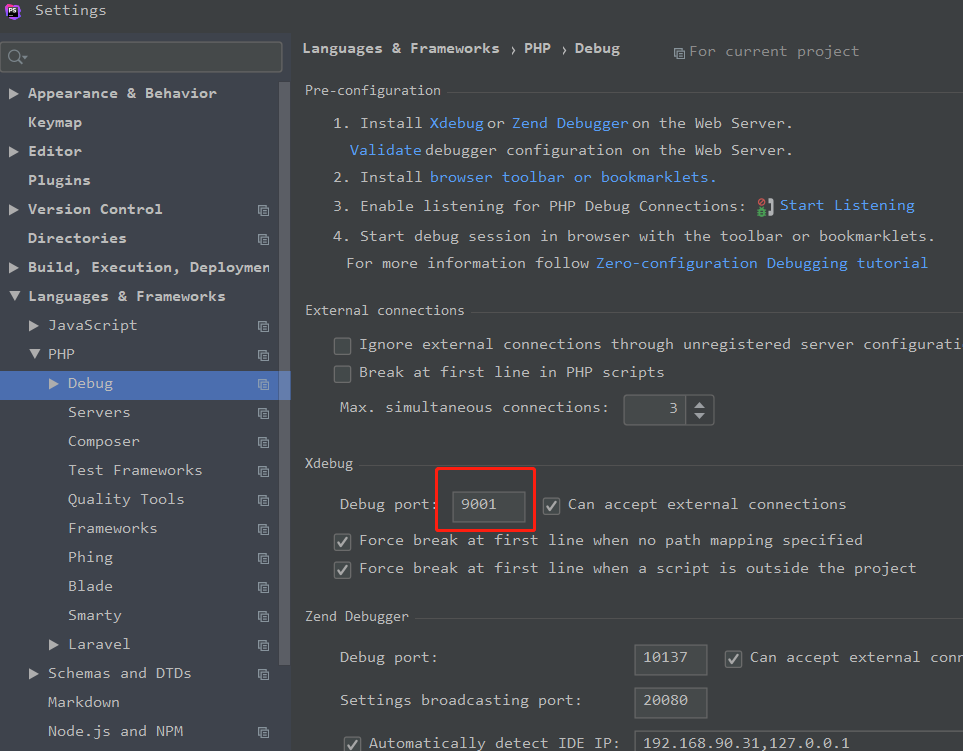 PS Settings
Appearance & Behavior
Keymap
Editor
Plugins
Version Control
Directories
Build, Execution, Deploymen
Languages & Frameworks
JavaScript
PHP
Debug
Servers
Composer
Test Frameworks
Quality Tools
Frameworks
Phing
Blade
Smarty
Laravel
Schemas and DTDs
Markdown
Node.js and NPM
Languages & Frameworks › PHP › Debug For current project
Pre-configuration
1. Install Xdebug or Zend Debugger on the Web Server.
Validate debugger configuration on the Web Server.
2. Install browser toolbar or bookmarklets.
3. Enable listening for PHP Debug Connections: Start Listening
4. Start debug session in browser with the toolbar or bookmarklets.
For more information follow Zero-configuration Debugging tutorial
External connections
Ignore external connections through unregistered server configurati
Break at first line in PHP scripts
Max. simultaneous connections: 3
Xdebug
Debug port: 9001 Can accept external connections
Force break at first line when no path mapping specified
Force break at first line when a script is outside the project
Zend Debugger
Debug port: 10137 Can accept external conn
Settings broadcasting port: 20080
Automatically detect IDE IP: 192.168.90.31,127.0.0.1